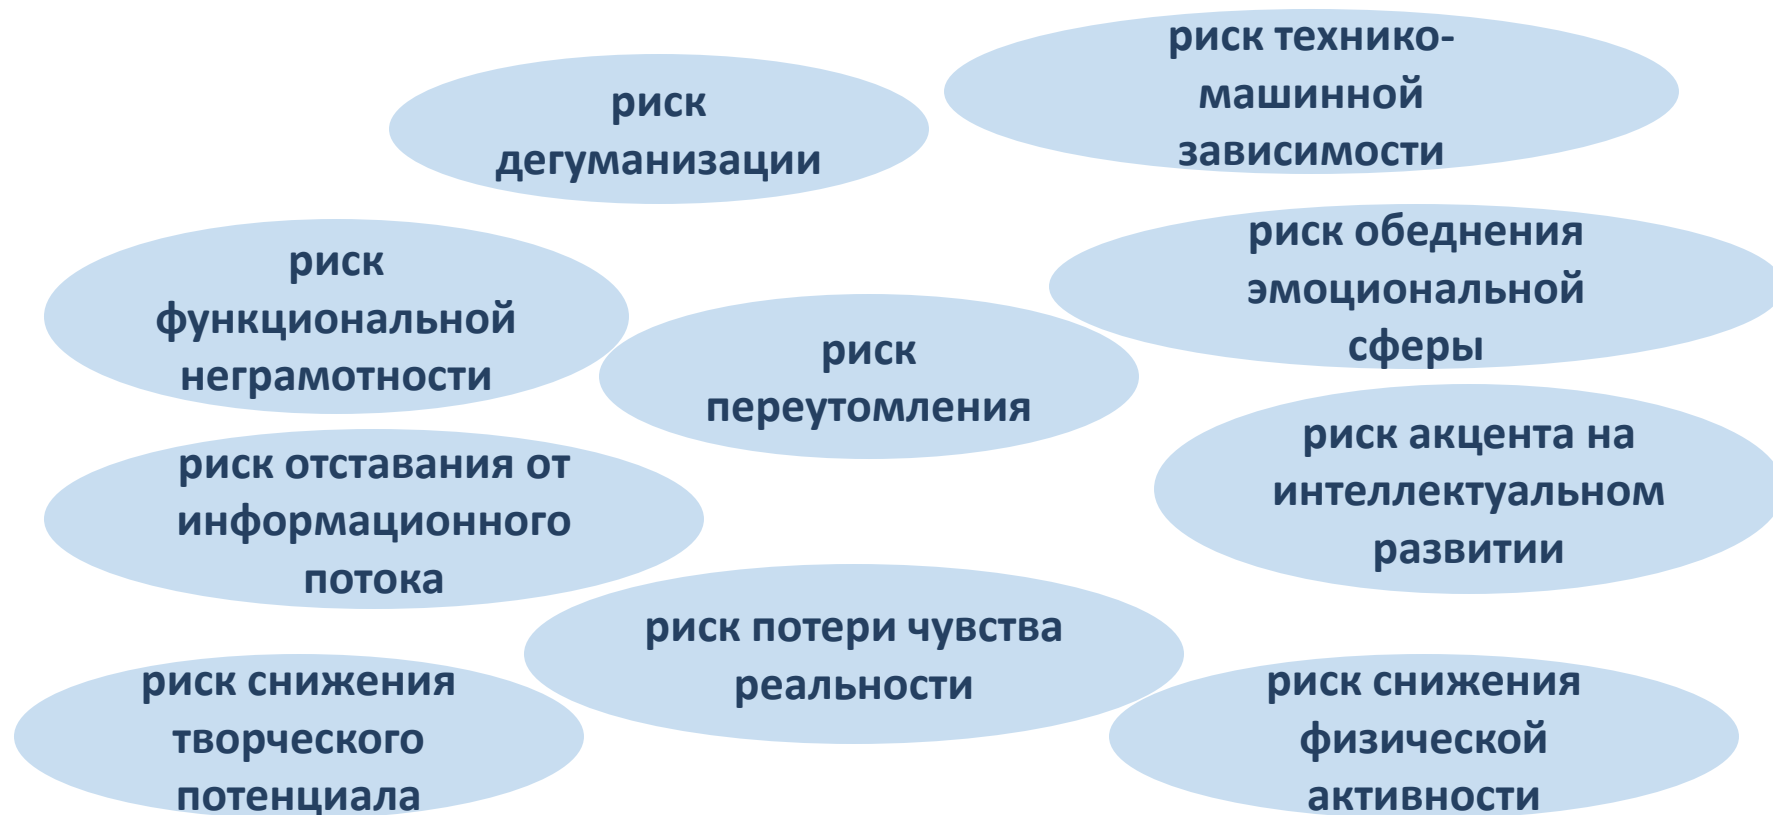 риск
дегуманизации
риск технико-
машинной
зависимости
риск
функциональной
неграмотности
риск обеднения
эмоциональной
сферы
риск
переутомления
риск отставания от
информационного
потока
риск акцента на
интеллектуальном
развитии
риск потери чувства
реальности
риск снижения
творческого
потенциала
риск снижения
физической
активности